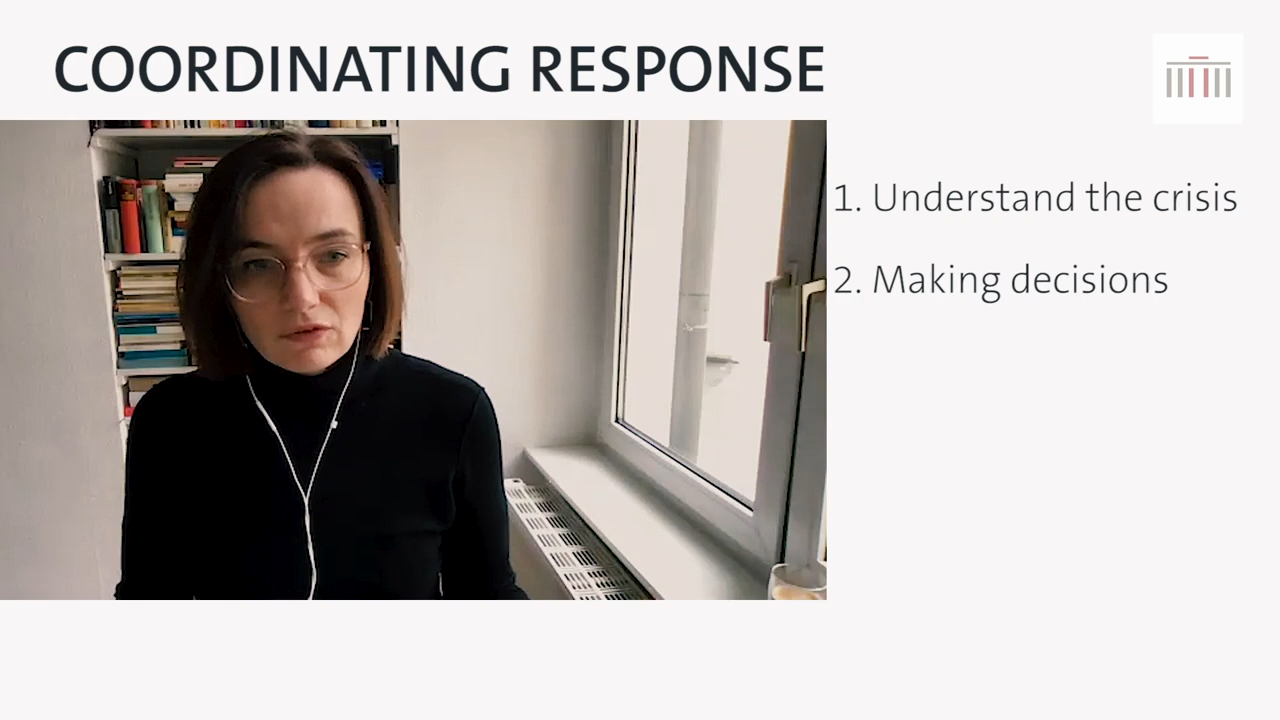 COORDINATING RESPONSE
1. Understand the crisis
2. Making decisions